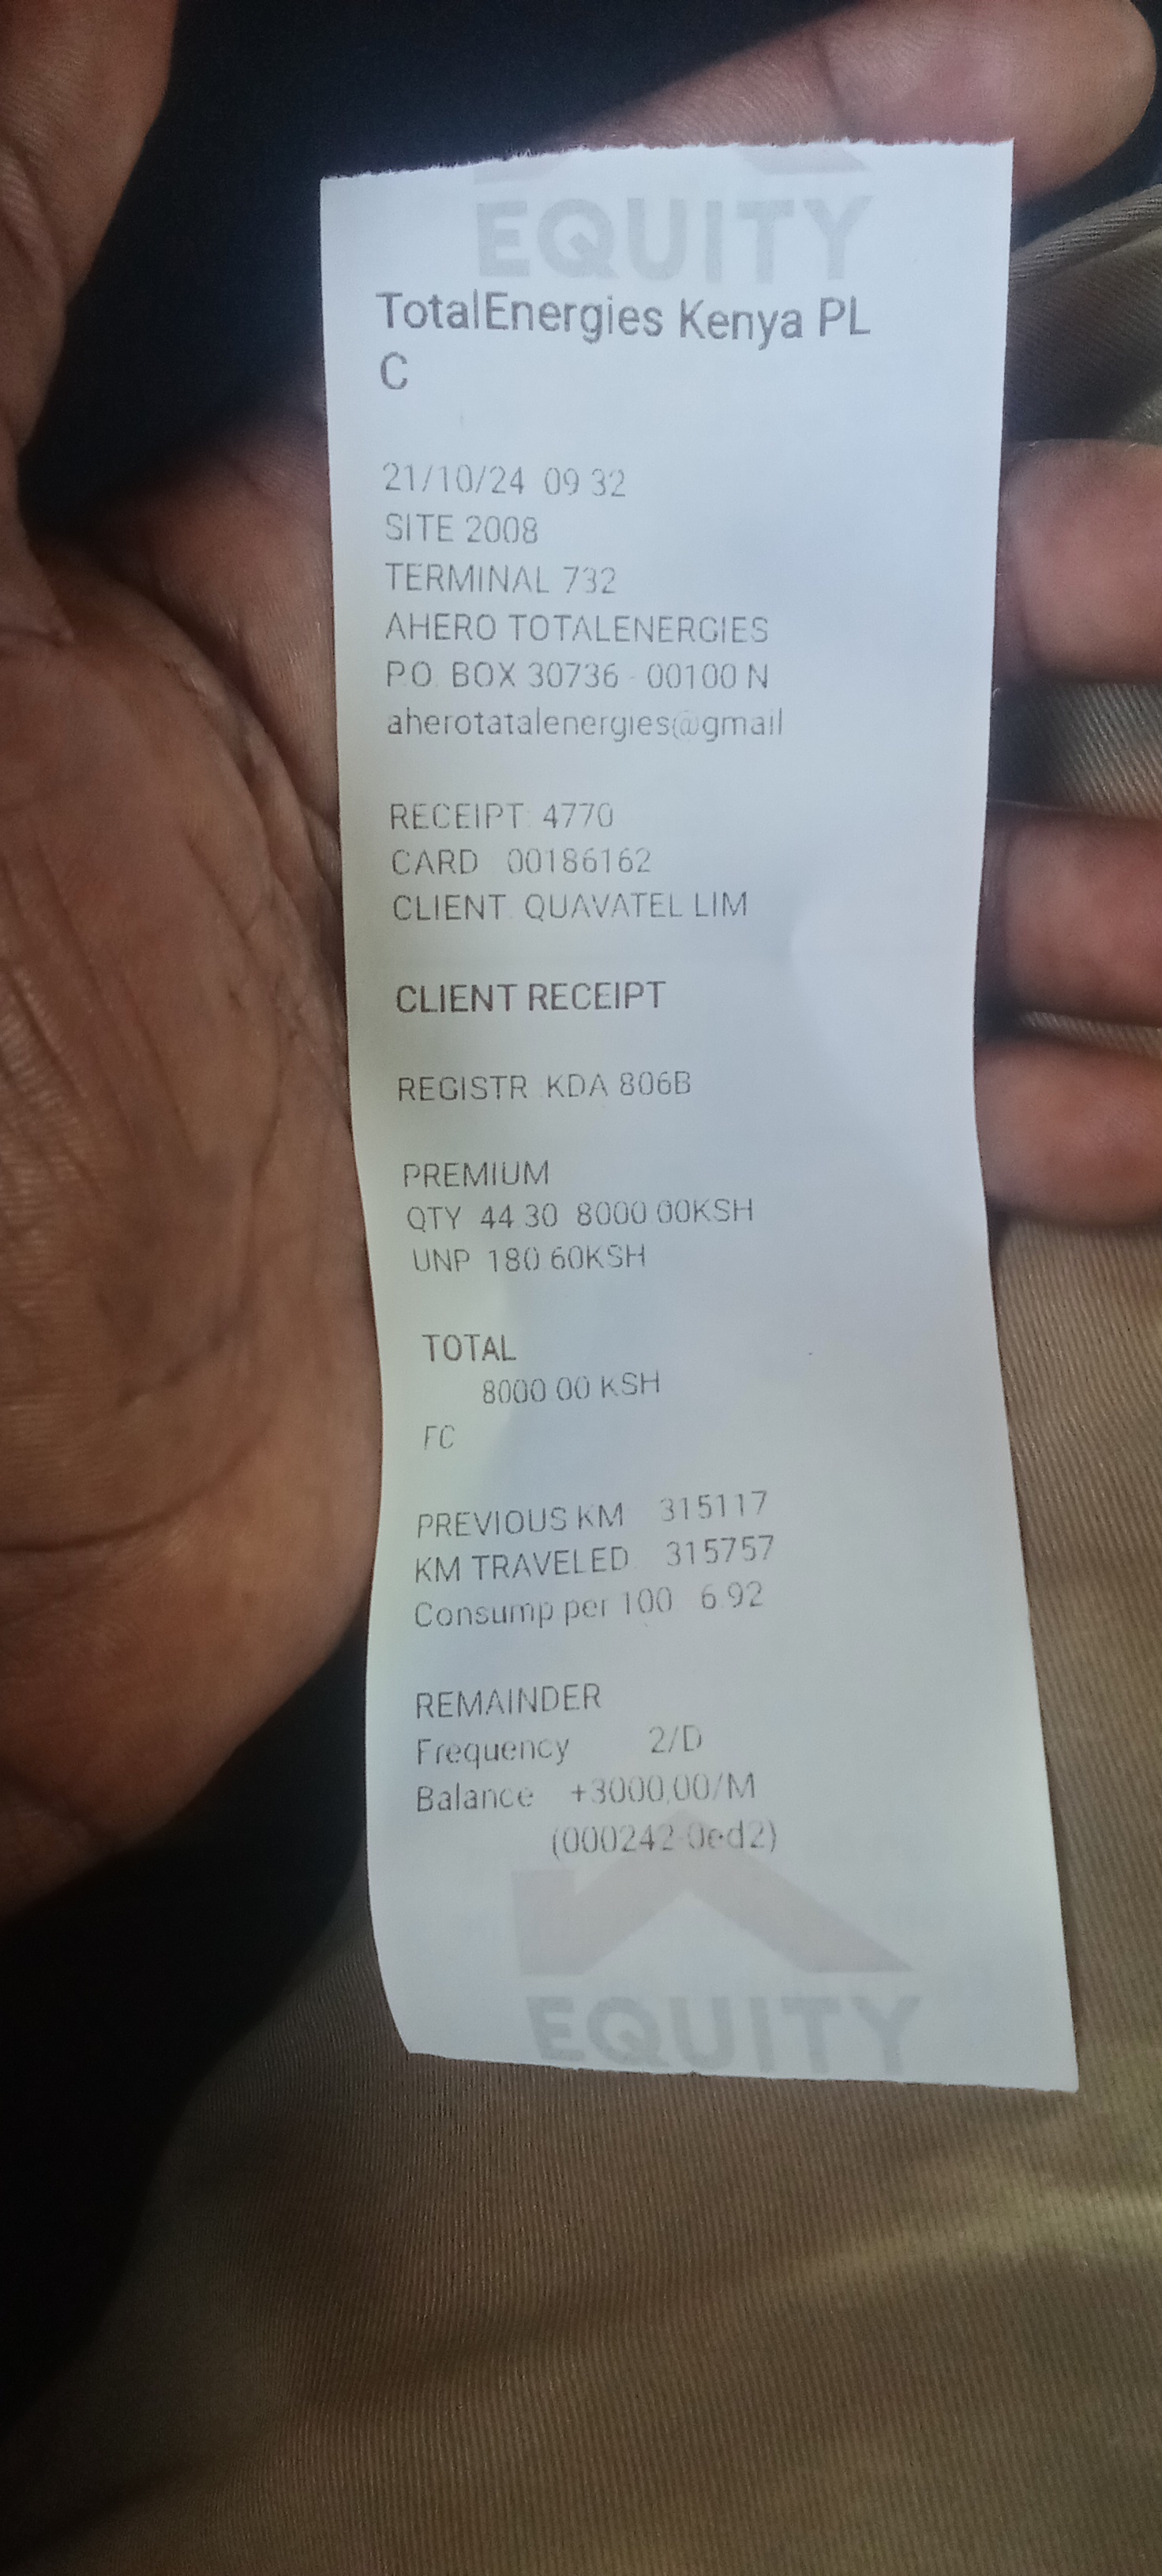 EQUITY
TotalEnergies Kenya PL
C
21/10/24 09 32
SITE 2008
TERMINAL 732
AHERO TOTALENERGIES
P.O. BOX 30736 - 00100 N
aherotatalenergies@gmail
RECEIPT: 4770
CARD 00186162
CLIENT. QUAVATEL LIM
CLIENT RECEIPT
REGISTR KDA 806B
PREMIUM
QTY 44.30 8000.00KSH
UNP 180.60KSH
TOTAL
8000.00 KSH
FC
PREVIOUS KM 315117
KM TRAVELED. 315757
Consump per 100 6.92
REMAINDER
Frequency 2/D
Balance +3000,00/M
(000242-0ed2)
EQUITY